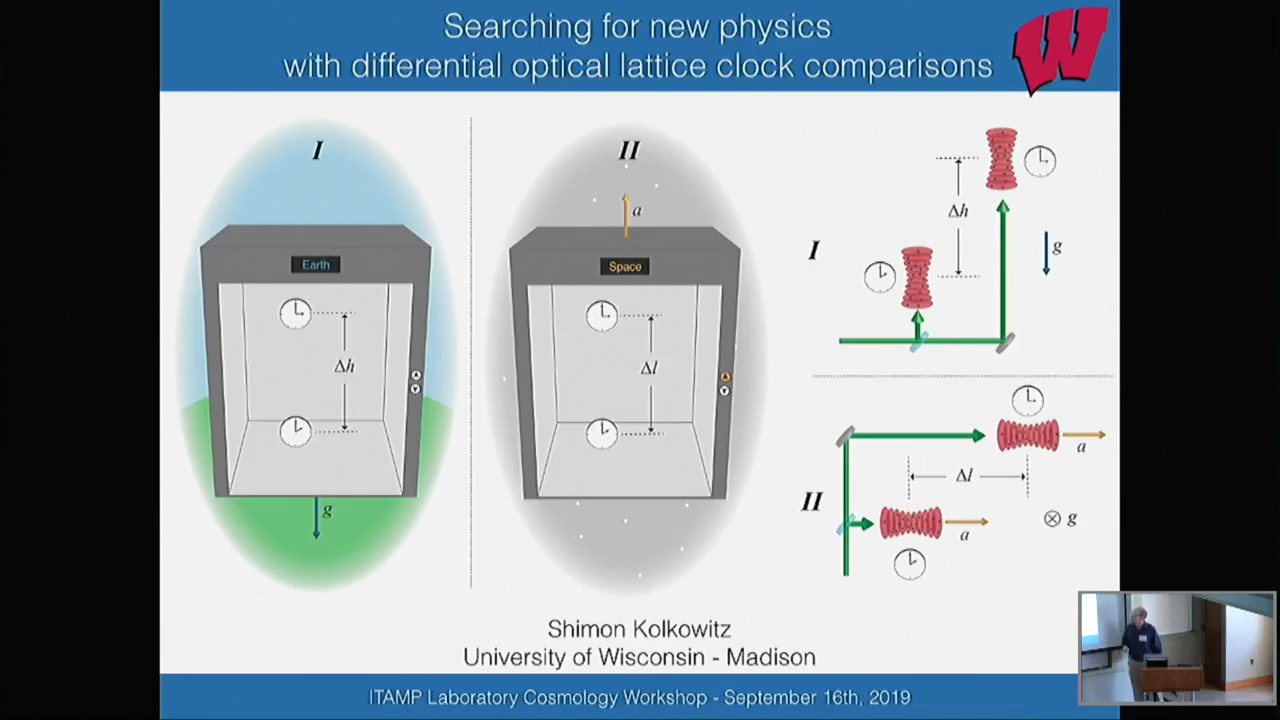 Searching for new physics
with differential optical lattice clock comparisons
W
I
Earth
Δh
g
II
a
Space
Δl
I
Δh
g
II
a
Δl
a
g
Shimon Kolkowitz
University of Wisconsin - Madison
ITAMP Laboratory Cosmology Workshop - September 16th, 2019